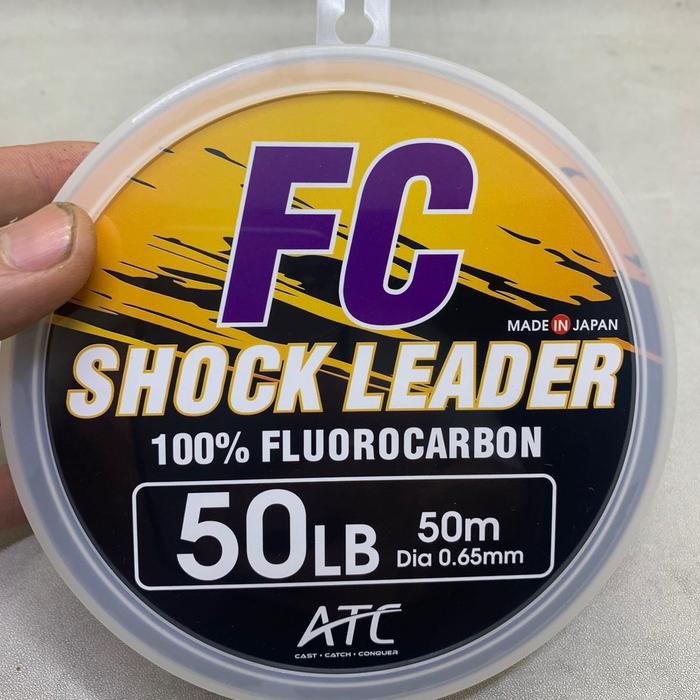 FC
MADE IN JAPAN
SHOCK LEADER
100% FLUOROCARBON
50LB 50m
Dia 0.65mm
ATC
CAST • CATCH • CONQUER